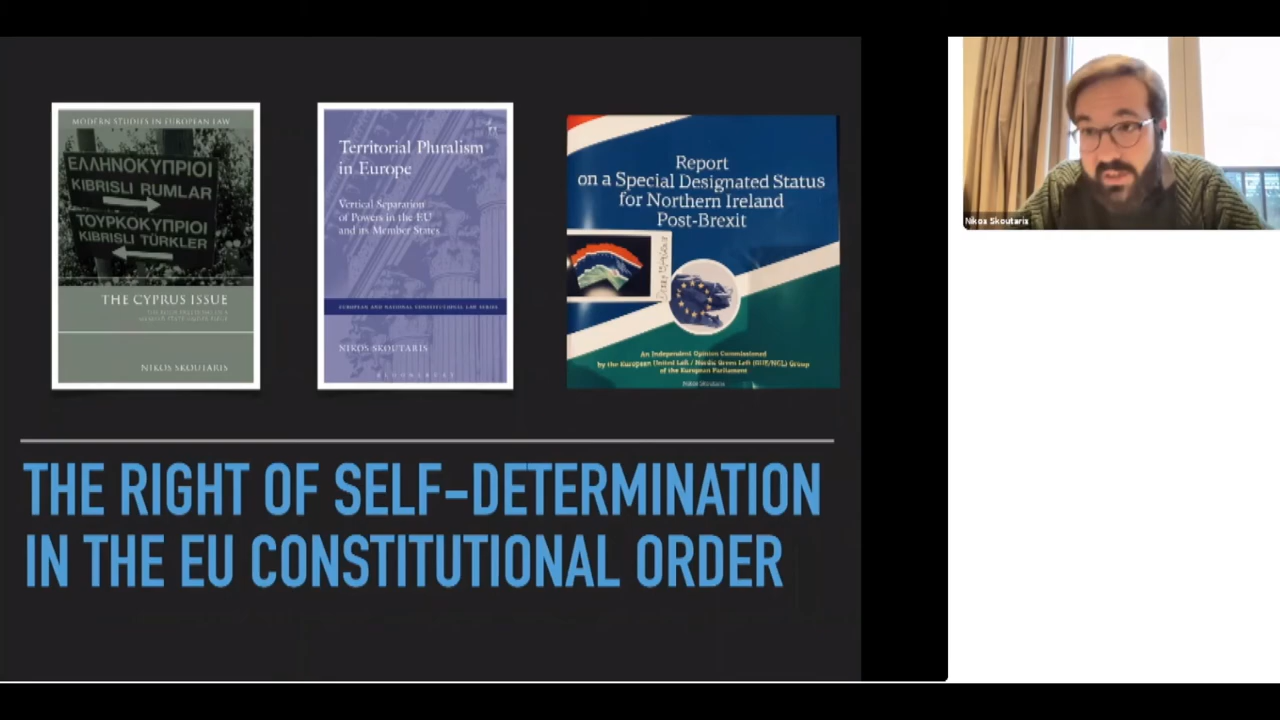 MODERN STUDIES IN EUROPEAN LAW
ΕΛΛΗΝΟΚΥΠΡΙΟΙ
KIBRISLI RUMLAR
ΤΟΥΡΚΟΚΥΠΡΙΟΙ
KIBRISLI TÜRKLER
THE CYPRUS ISSUE
NIKOS SKOUTARIS
Territorial Pluralism
in Europe
Vertical Separation
of Powers in the EU
and its Member States
EUROPEAN AND NATIONAL CONSTITUTIONAL LAW SERIES
NIKOS SKOUTARIS
BLOOMSBURY
Report
on a Special Designated Status
for Northern Ireland
Post-Brexit
An Independent Opinion Commissioned
by the European United Left / Nordic Green Left (GUE/NGL) Group
of the European Parliament
Nikos Skoutaris
THE RIGHT OF SELF-DETERMINATION
IN THE EU CONSTITUTIONAL ORDER
Nikos Skoutaris